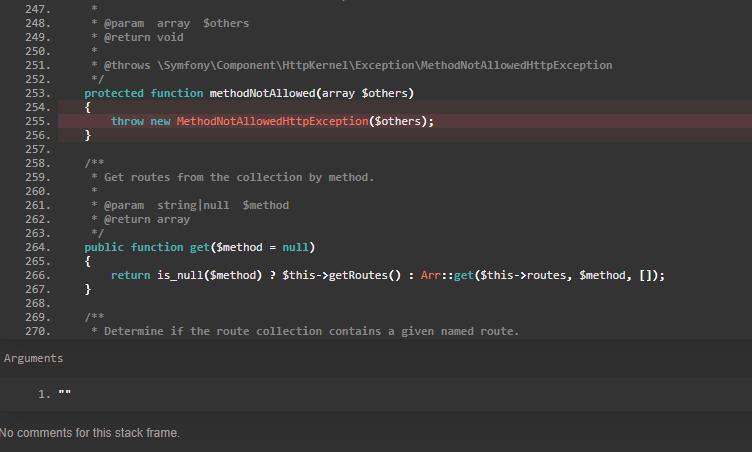 247. *
248. * @param  array  $others
249. * @return void
250. *
251. * @throws \Symfony\Component\HttpKernel\Exception\MethodNotAllowedHttpException
252. */
253. protected function methodNotAllowed(array $others)
254. {
255. throw new MethodNotAllowedHttpException($others);
256. }
257.
258. /**
259. * Get routes from the collection by method.
260. *
261. * @param  string|null  $method
262. * @return array
263. */
264. public function get($method = null)
265. {
266. return is_null($method) ? $this->getRoutes() : Arr::get($this->routes, $method, []);
267. }
268.
269. /**
270. * Determine if the route collection contains a given named route.
Arguments
1. ""
No comments for this stack frame.